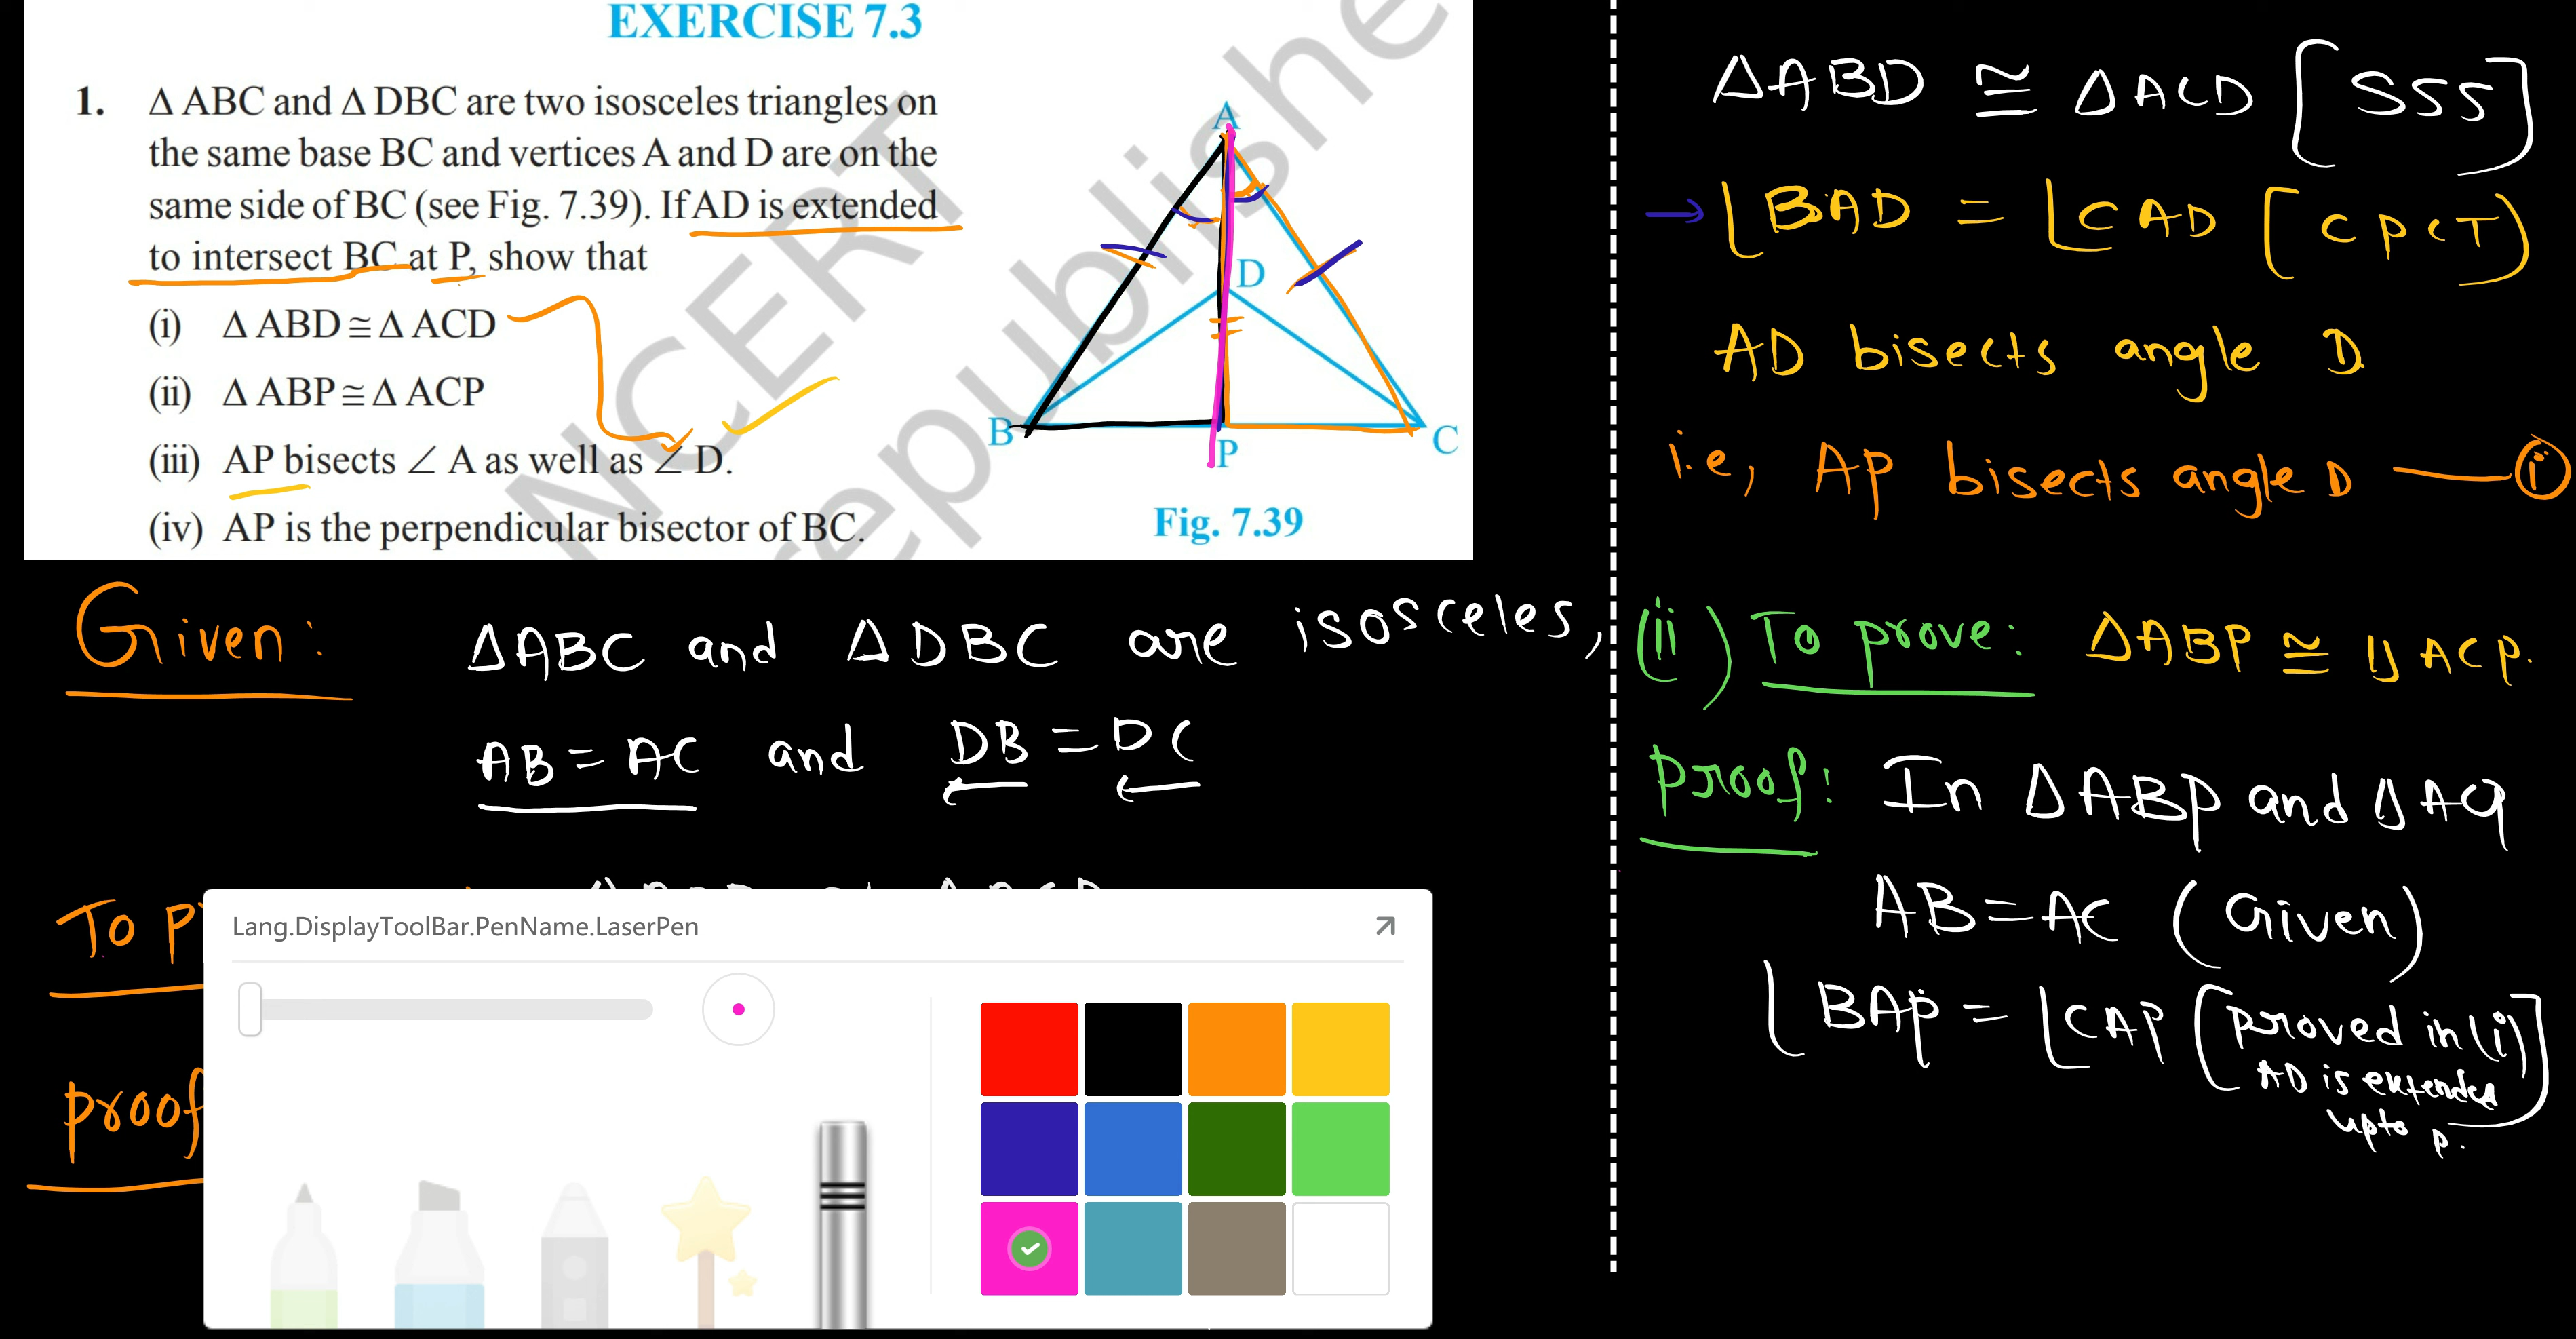 EXERCISE 7.3
1. Δ ABC and Δ DBC are two isosceles triangles on
the same base BC and vertices A and D are on the
same side of BC (see Fig. 7.39). If AD is extended
to intersect BC at P, show that
(i) Δ ABD ≅ Δ ACD
(ii) Δ ABP ≅ Δ ACP
(iii) AP bisects ∠ A as well as ∠ D.
(iv) AP is the perpendicular bisector of BC.
NCERT
republishe
A
D
B
P
C
Fig. 7.39
Given: ΔABC and ΔDBC are isosceles,
AB = AC and DB = DC
To p
proof
Lang.DisplayToolBar.PenName.LaserPen
ΔABD ≅ ΔACD [SSS]
→ ∠BAD = ∠CAD [CPCT)
AD bisects angle D
i.e, AP bisects angle D — (i)
(ii) To prove: ΔABP ≅ ΔACP.
proof: In ΔABP and ΔACP
AB = AC (Given)
∠BAP = ∠CAP [proved in (i)
AD is extended
upto P.]